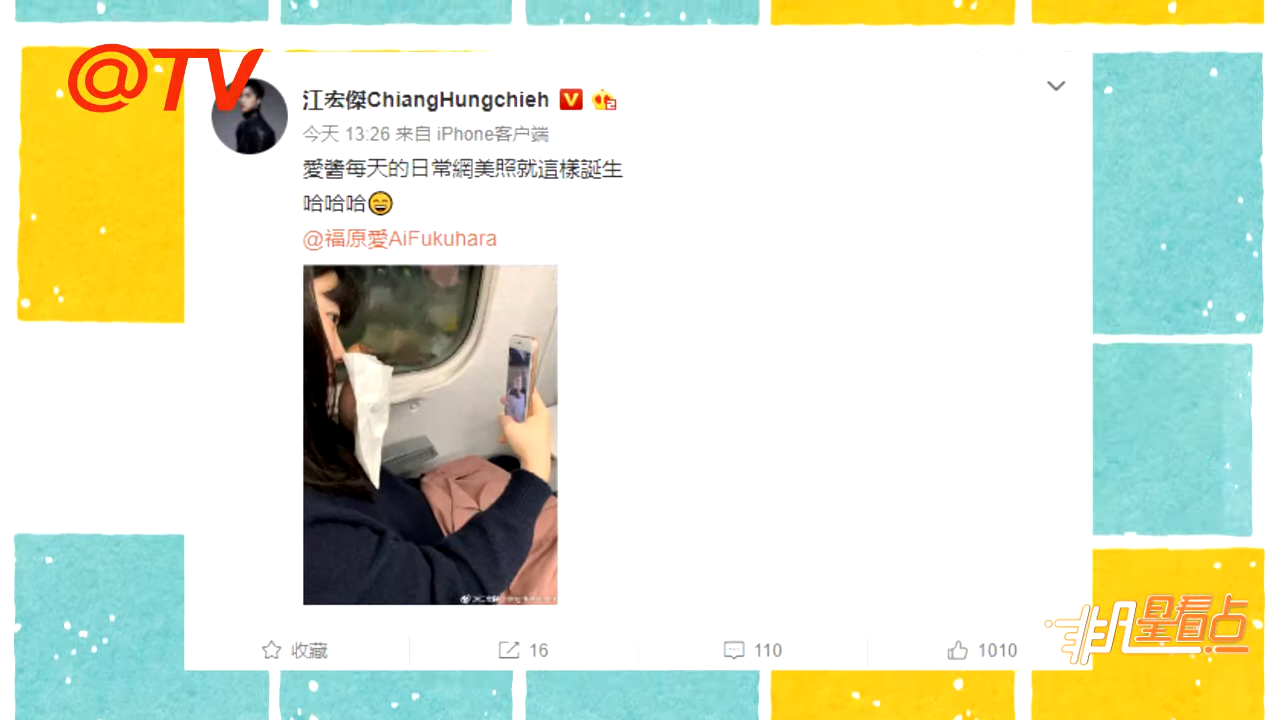 @TV
江宏傑ChiangHungchieh
今天 13:26 来自 iPhone客户端
愛醬每天的日常網美照就這樣誕生
哈哈哈
@福原愛AiFukuhara
收藏
16
110
1010
非凡星看点